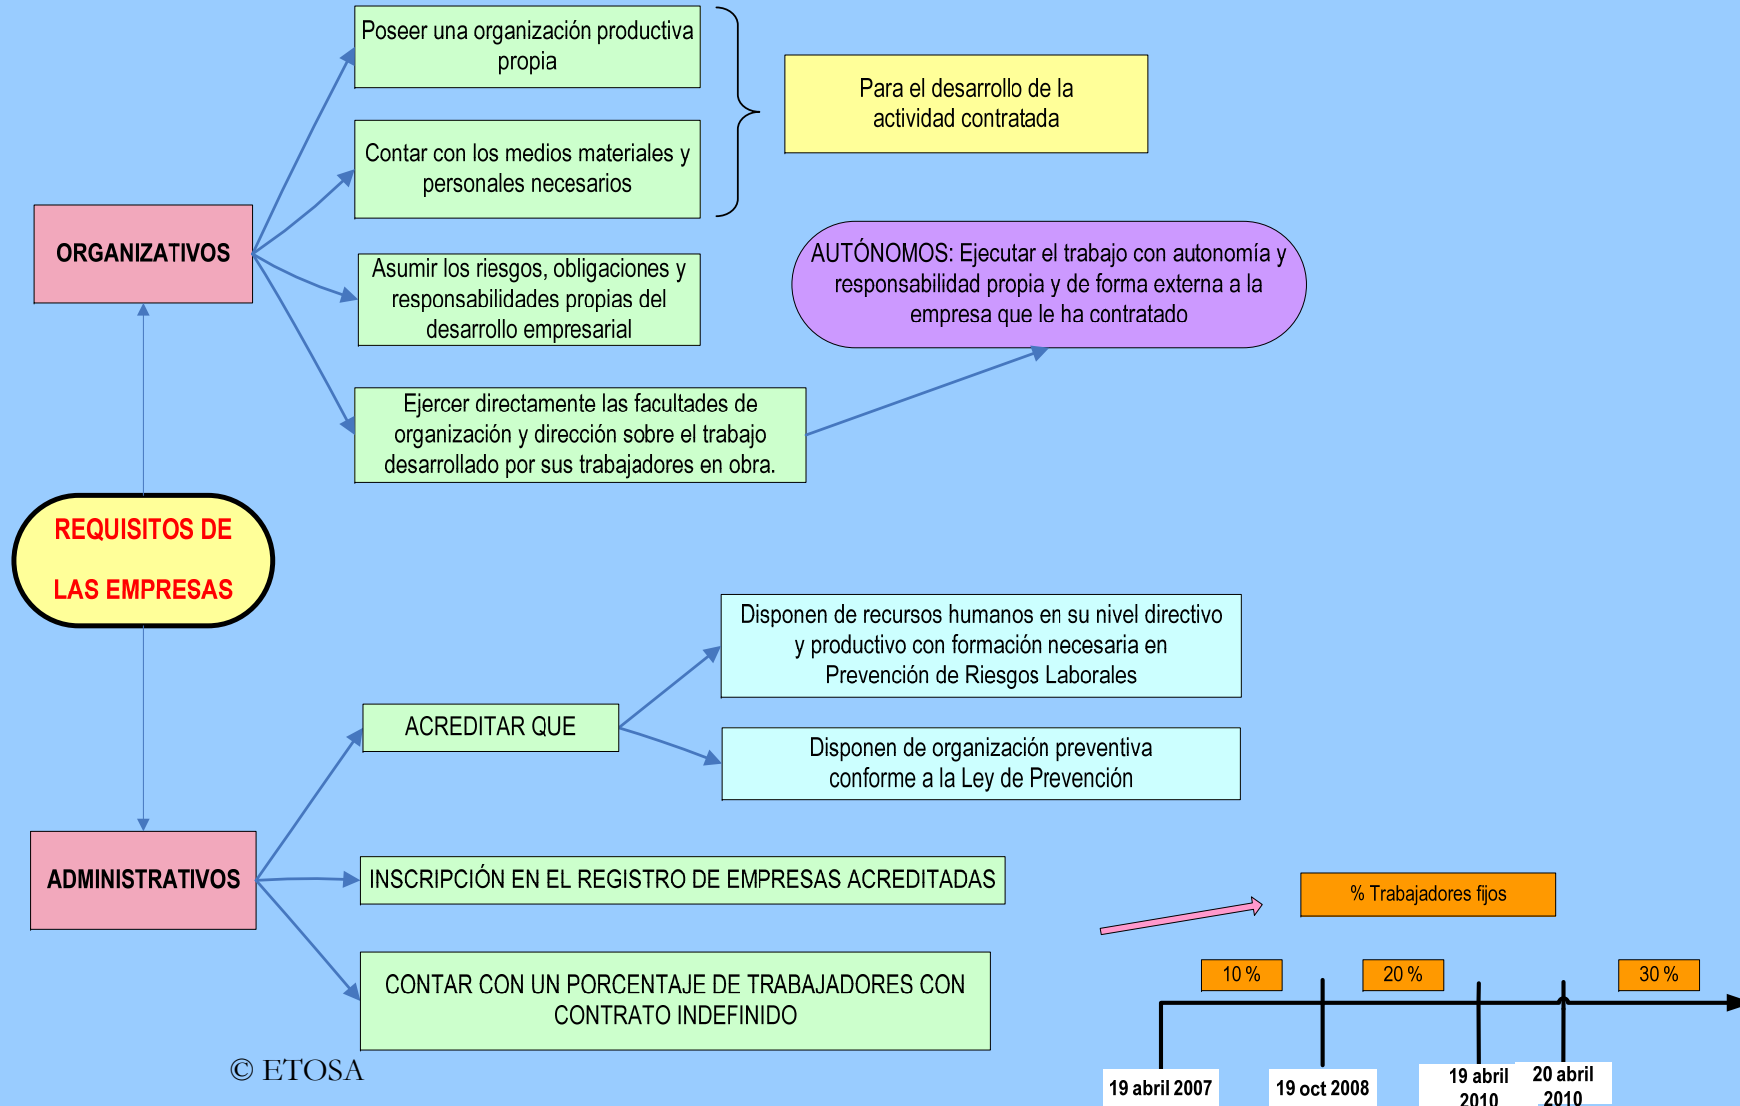 Poseer una organización productiva
propia
Para el desarrollo de la
actividad contratada
Contar con los medios materiales y
personales necesarios
ORGANIZATIVOS
Asumir los riesgos, obligaciones y
responsabilidades propias del
desarrollo empresarial
AUTÓNOMOS: Ejecutar el trabajo con autonomía y
responsabilidad propia y de forma externa a la
empresa que le ha contratado
Ejercer directamente las facultades de
organización y dirección sobre el trabajo
desarrollado por sus trabajadores en obra.
REQUISITOS DE
LAS EMPRESAS
Disponen de recursos humanos en su nivel directivo
y productivo con formación necesaria en
Prevención de Riesgos Laborales
ACREDITAR QUE
Disponen de organización preventiva
conforme a la Ley de Prevención
ADMINISTRATIVOS
INSCRIPCIÓN EN EL REGISTRO DE EMPRESAS ACREDITADAS
CONTAR CON UN PORCENTAJE DE TRABAJADORES CON
CONTRATO INDEFINIDO
% Trabajadores fijos
10 %
20 %
30 %
19 abril 2007
19 oct 2008
19 abril
2010
20 abril
2010
© ETOSA